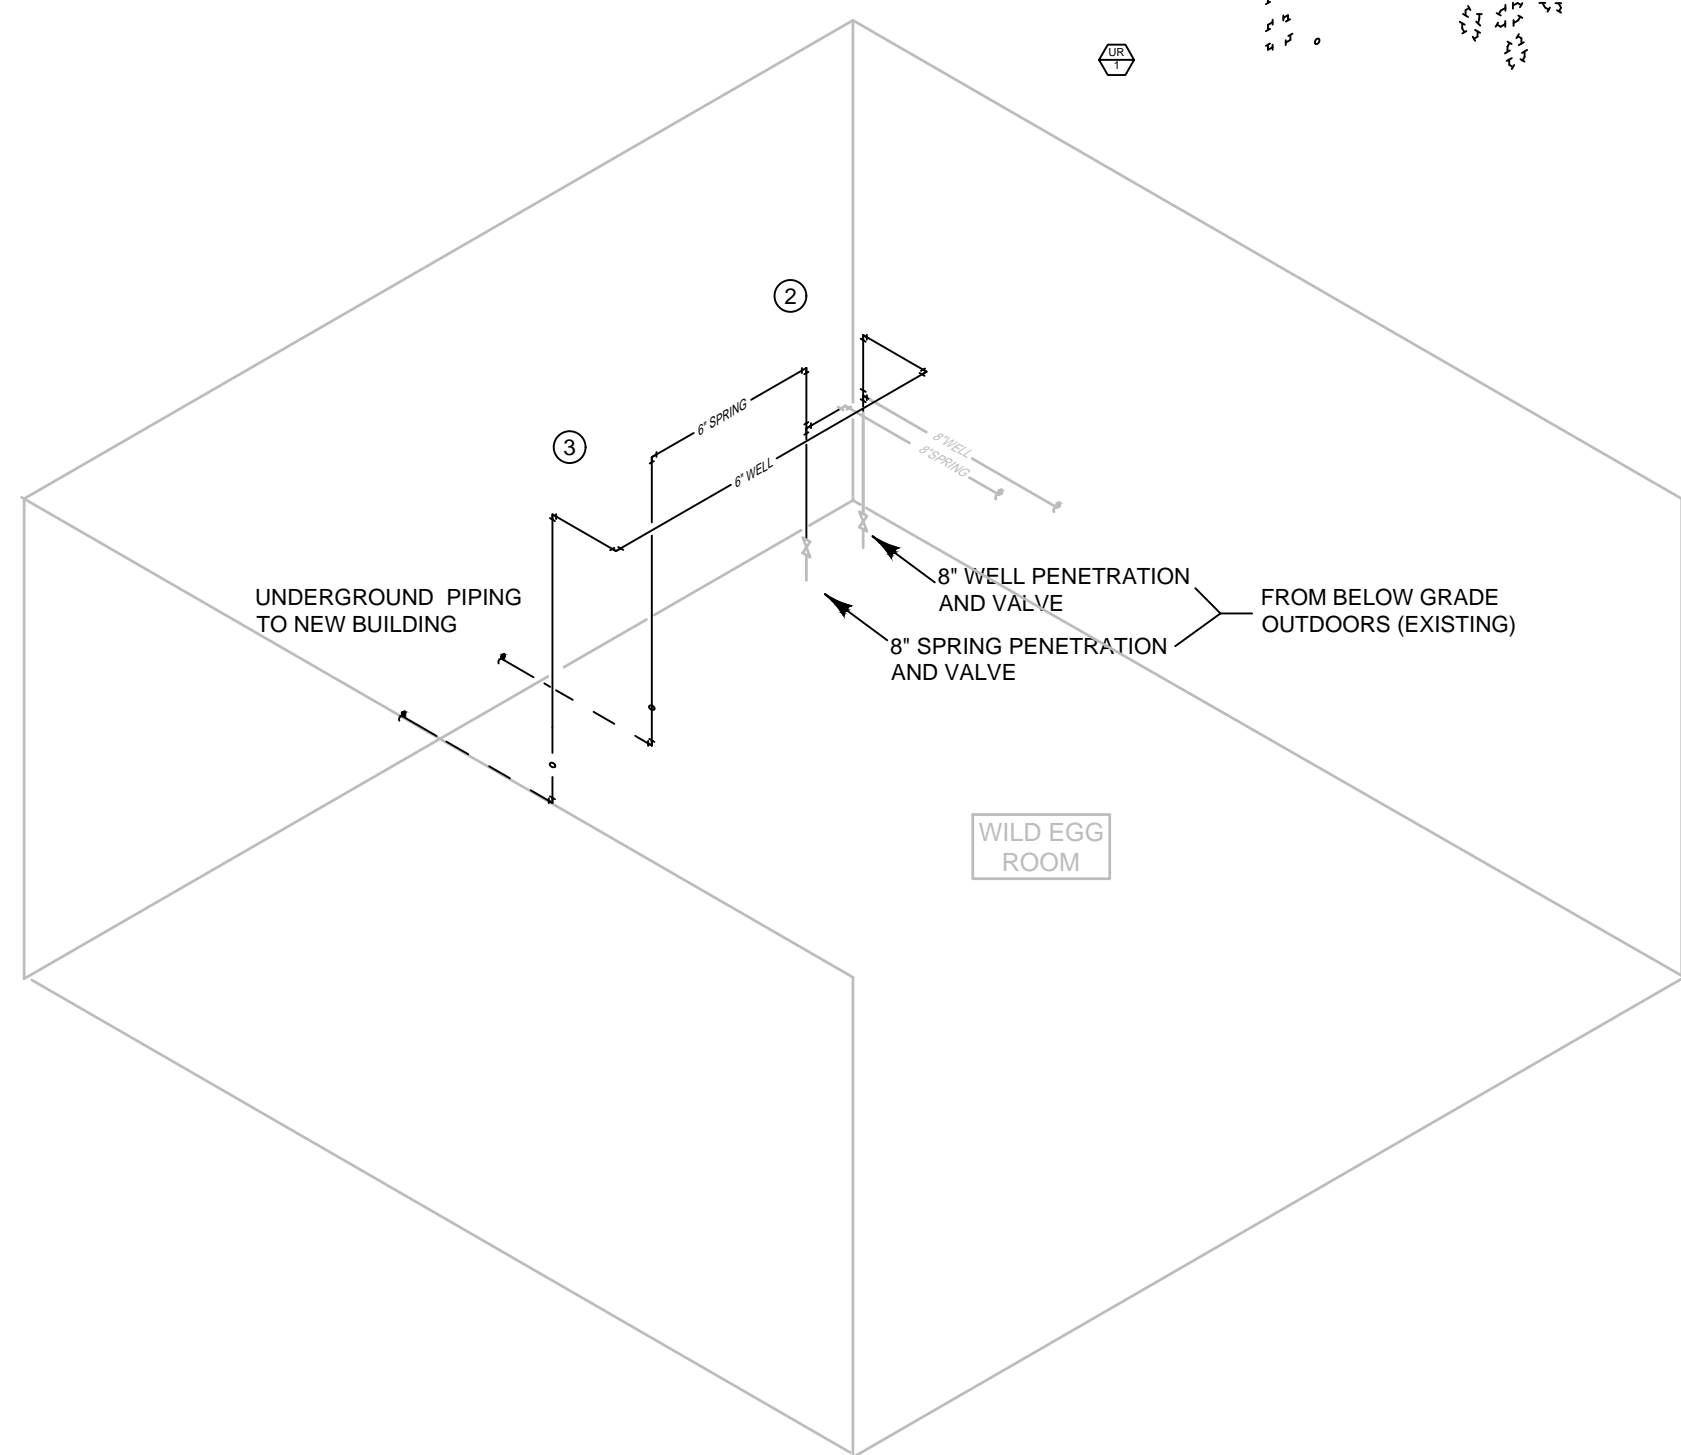 UR
1
2
6" SPRING
3
6" WELL
8"WELL
8"SPRING
8" WELL PENETRATION
AND VALVE
FROM BELOW GRADE
OUTDOORS (EXISTING)
UNDERGROUND PIPING
TO NEW BUILDING
8" SPRING PENETRATION
AND VALVE
WILD EGG
ROOM